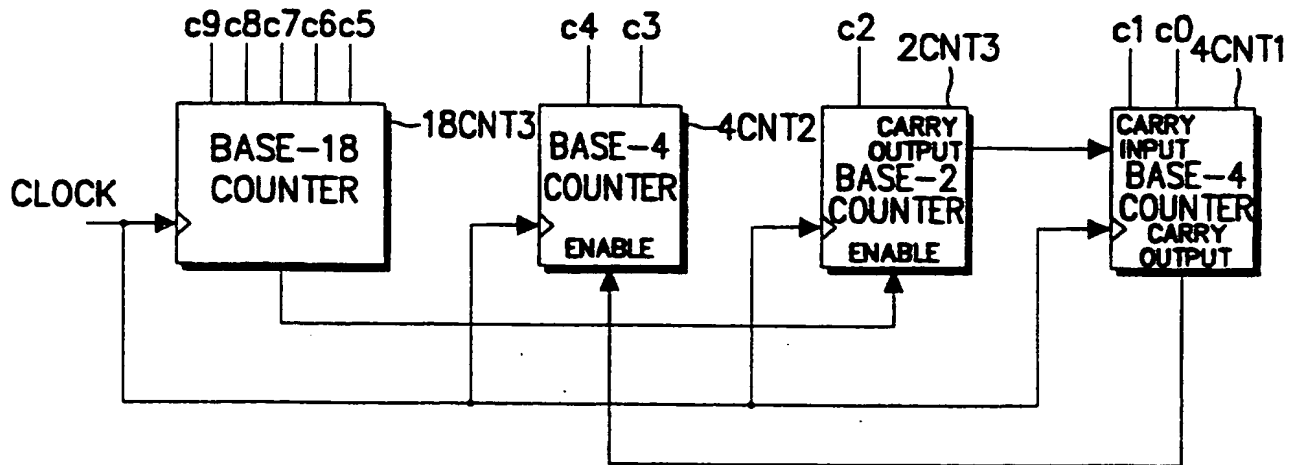 c9 c8 c7 c6 c5
BASE-18
COUNTER
18CNT3
c4 c3
BASE-4
COUNTER
ENABLE
4CNT2
c2
2CNT3
CARRY
OUTPUT
BASE-2
COUNTER
ENABLE
c1 c0
4CNT1
CARRY
INPUT
BASE-4
COUNTER
CARRY
OUTPUT
CLOCK